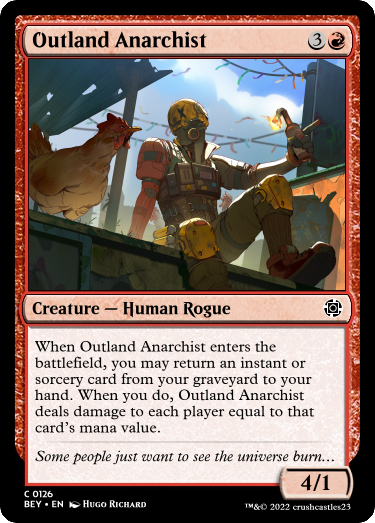 Outland Anarchist 3
Creature — Human Rogue
When Outland Anarchist enters the
battlefield, you may return an instant or
sorcery card from your graveyard to your
hand. When you do, Outland Anarchist
deals damage to each player equal to that
card's mana value.
Some people just want to see the universe burn...
4/1
C 0126
BEY • EN Hugo Richard
™&© 2022 crushcastles23